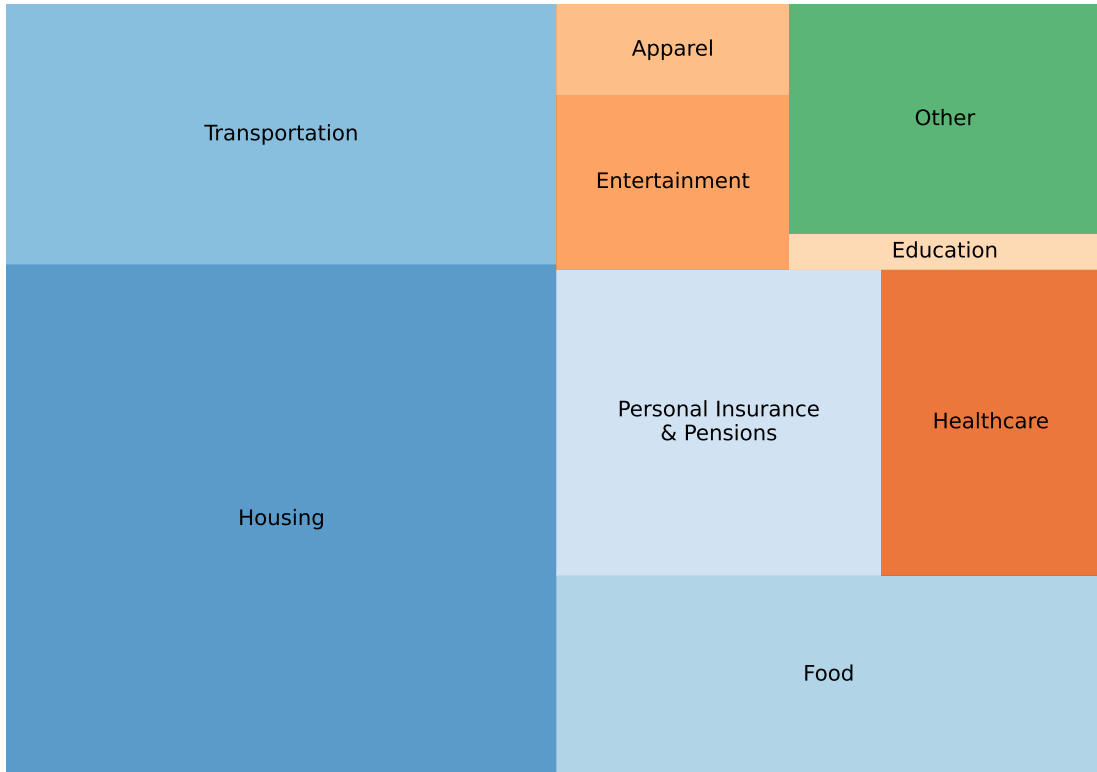 Apparel
Other
Transportation
Entertainment
Education
Personal Insurance
& Pensions
Healthcare
Housing
Food